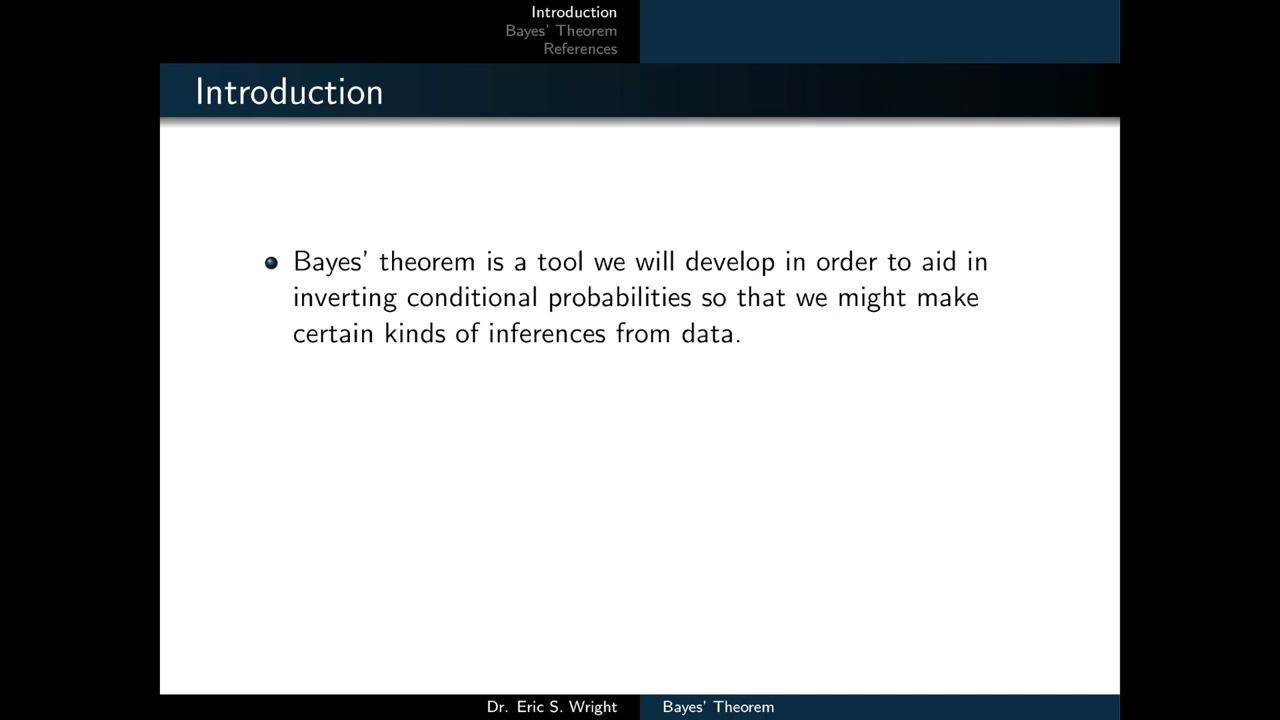 Introduction
Bayes’ Theorem
References
Introduction
Bayes’ theorem is a tool we will develop in order to aid in
inverting conditional probabilities so that we might make
certain kinds of inferences from data.
Dr. Eric S. Wright
Bayes’ Theorem